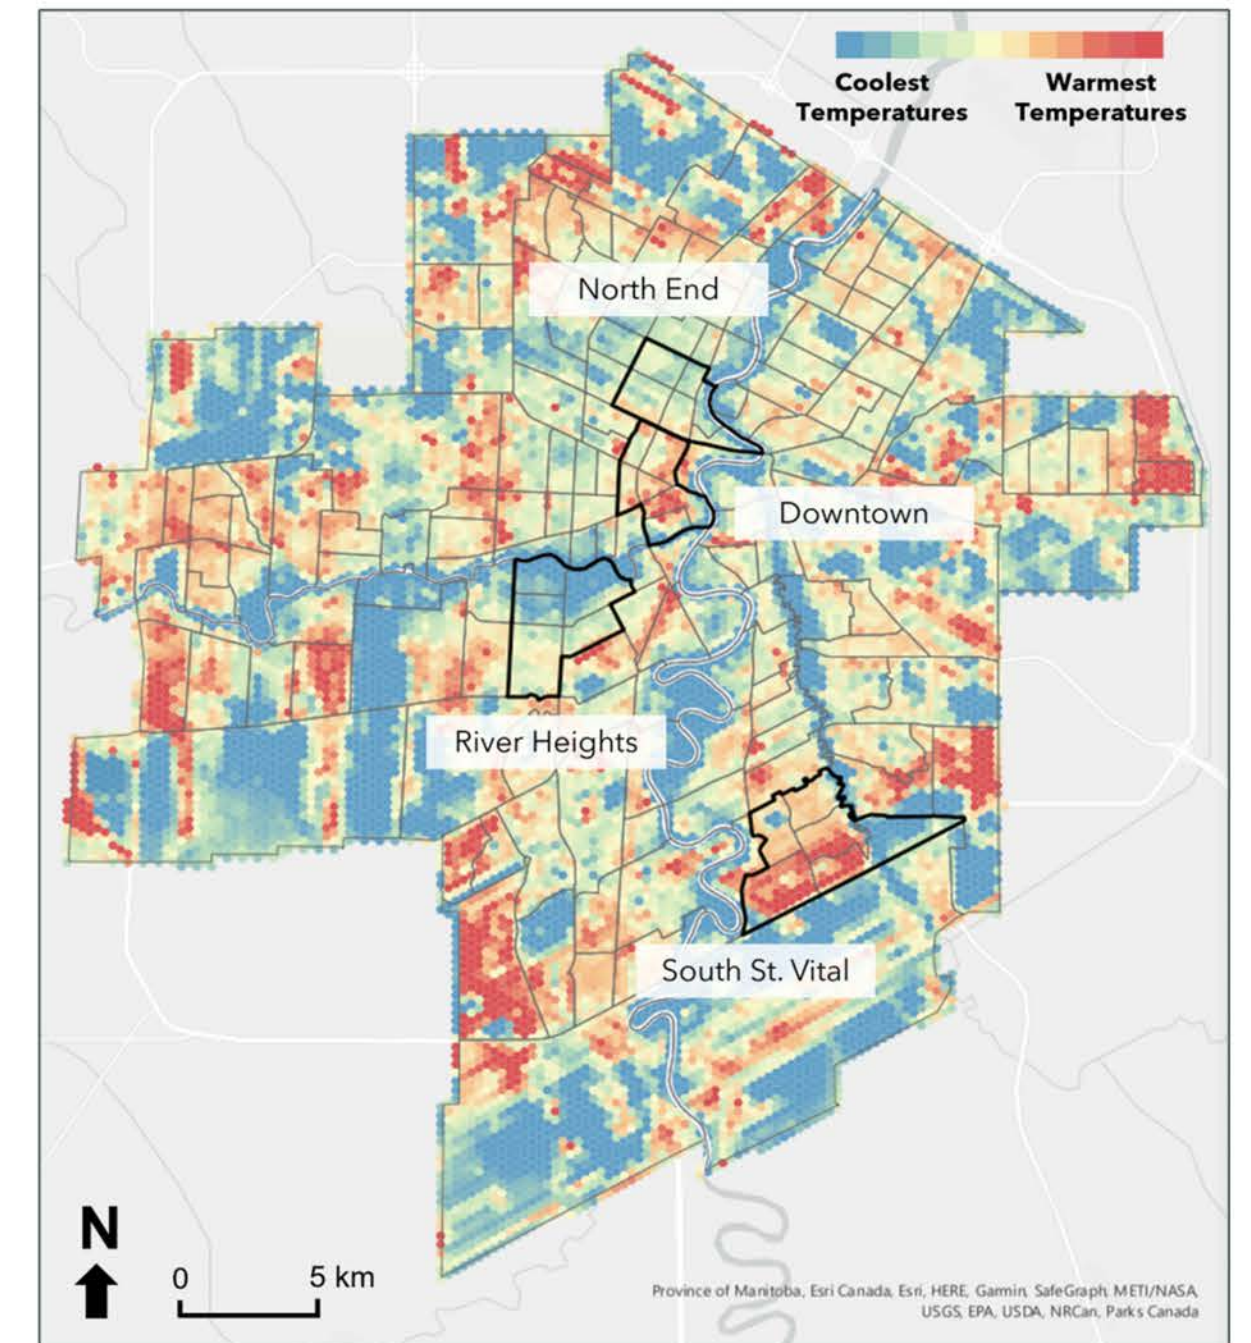 Coolest
Temperatures
Warmest
Temperatures
North End
Downtown
River Heights
South St. Vital
N
0 5 km
Province of Manitoba, Esri Canada, Esri, HERE, Garmin, SafeGraph, METI/NASA,
USGS, EPA, USDA, NRCan, Parks Canada